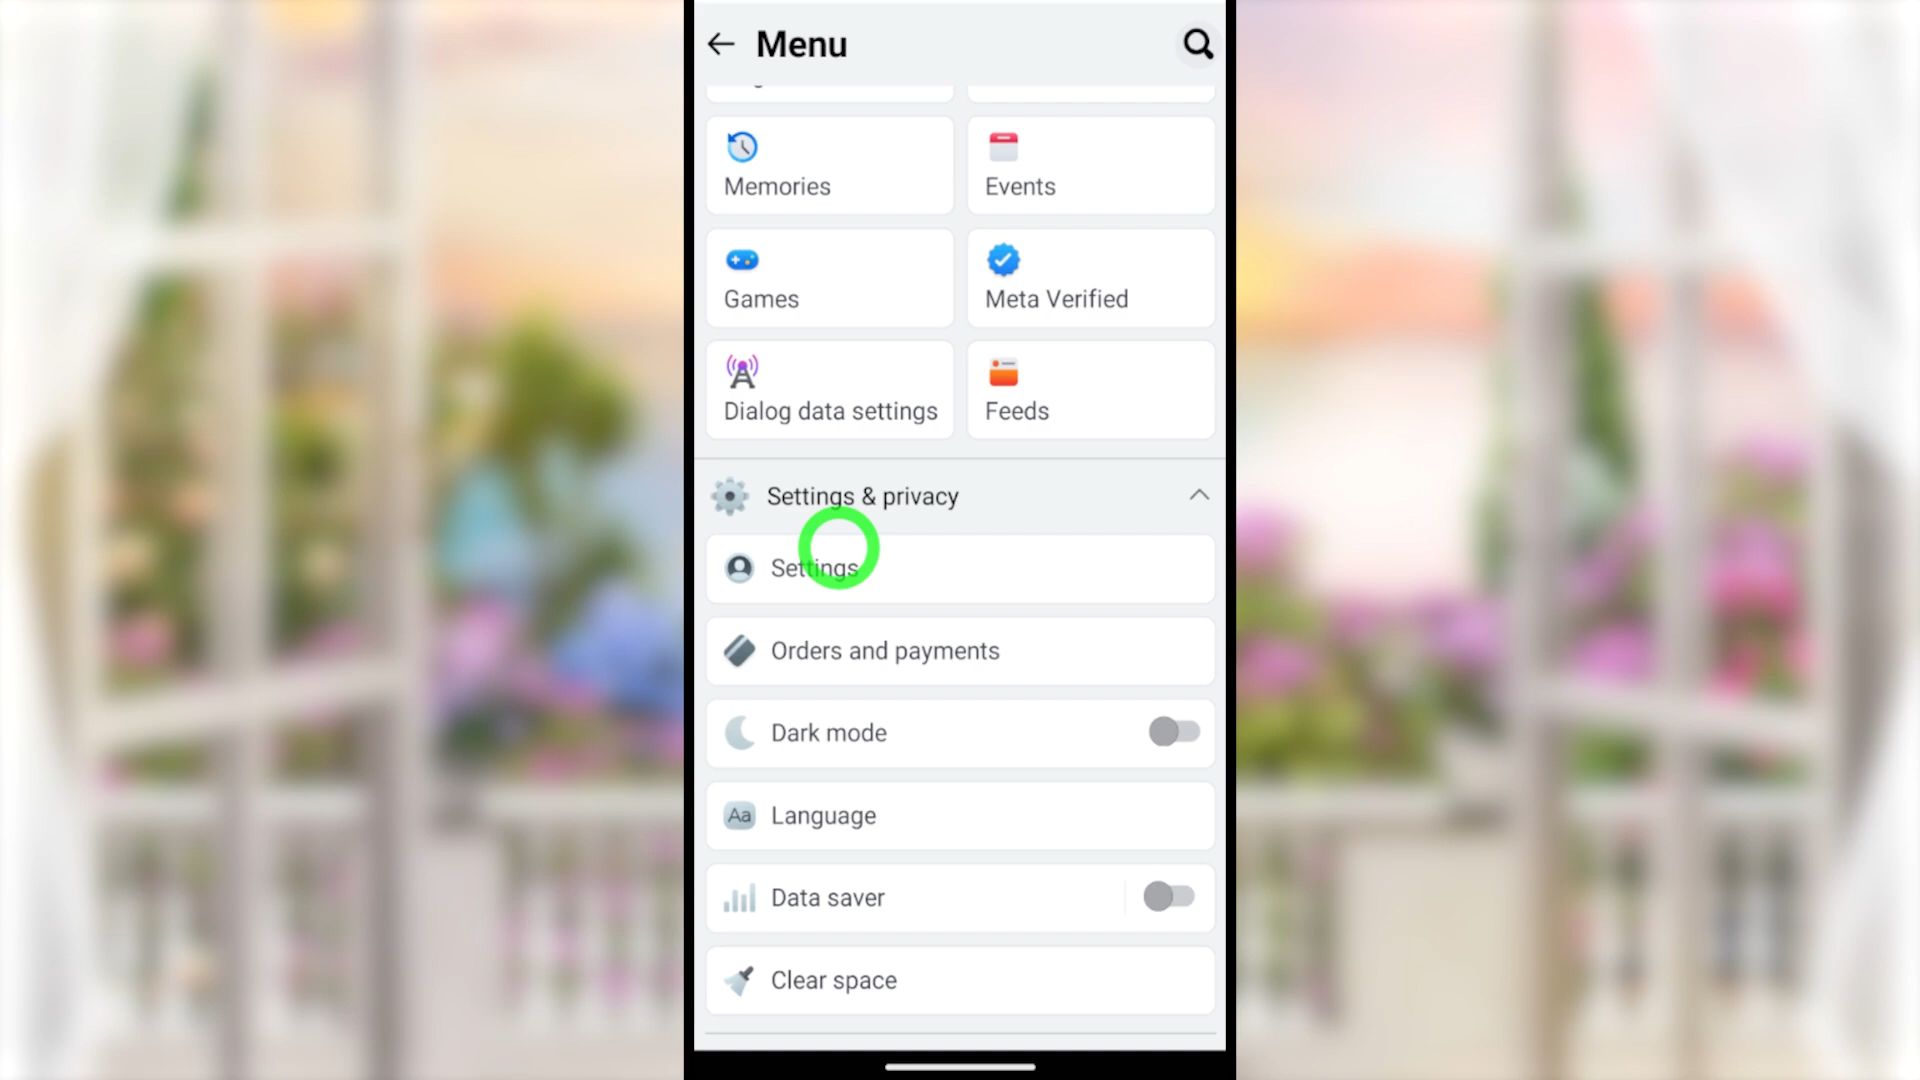 Menu
Memories
Events
Games
Meta Verified
Dialog data settings
Feeds
Settings & privacy
Settings
Orders and payments
Dark mode
Aa Language
Data saver
Clear space